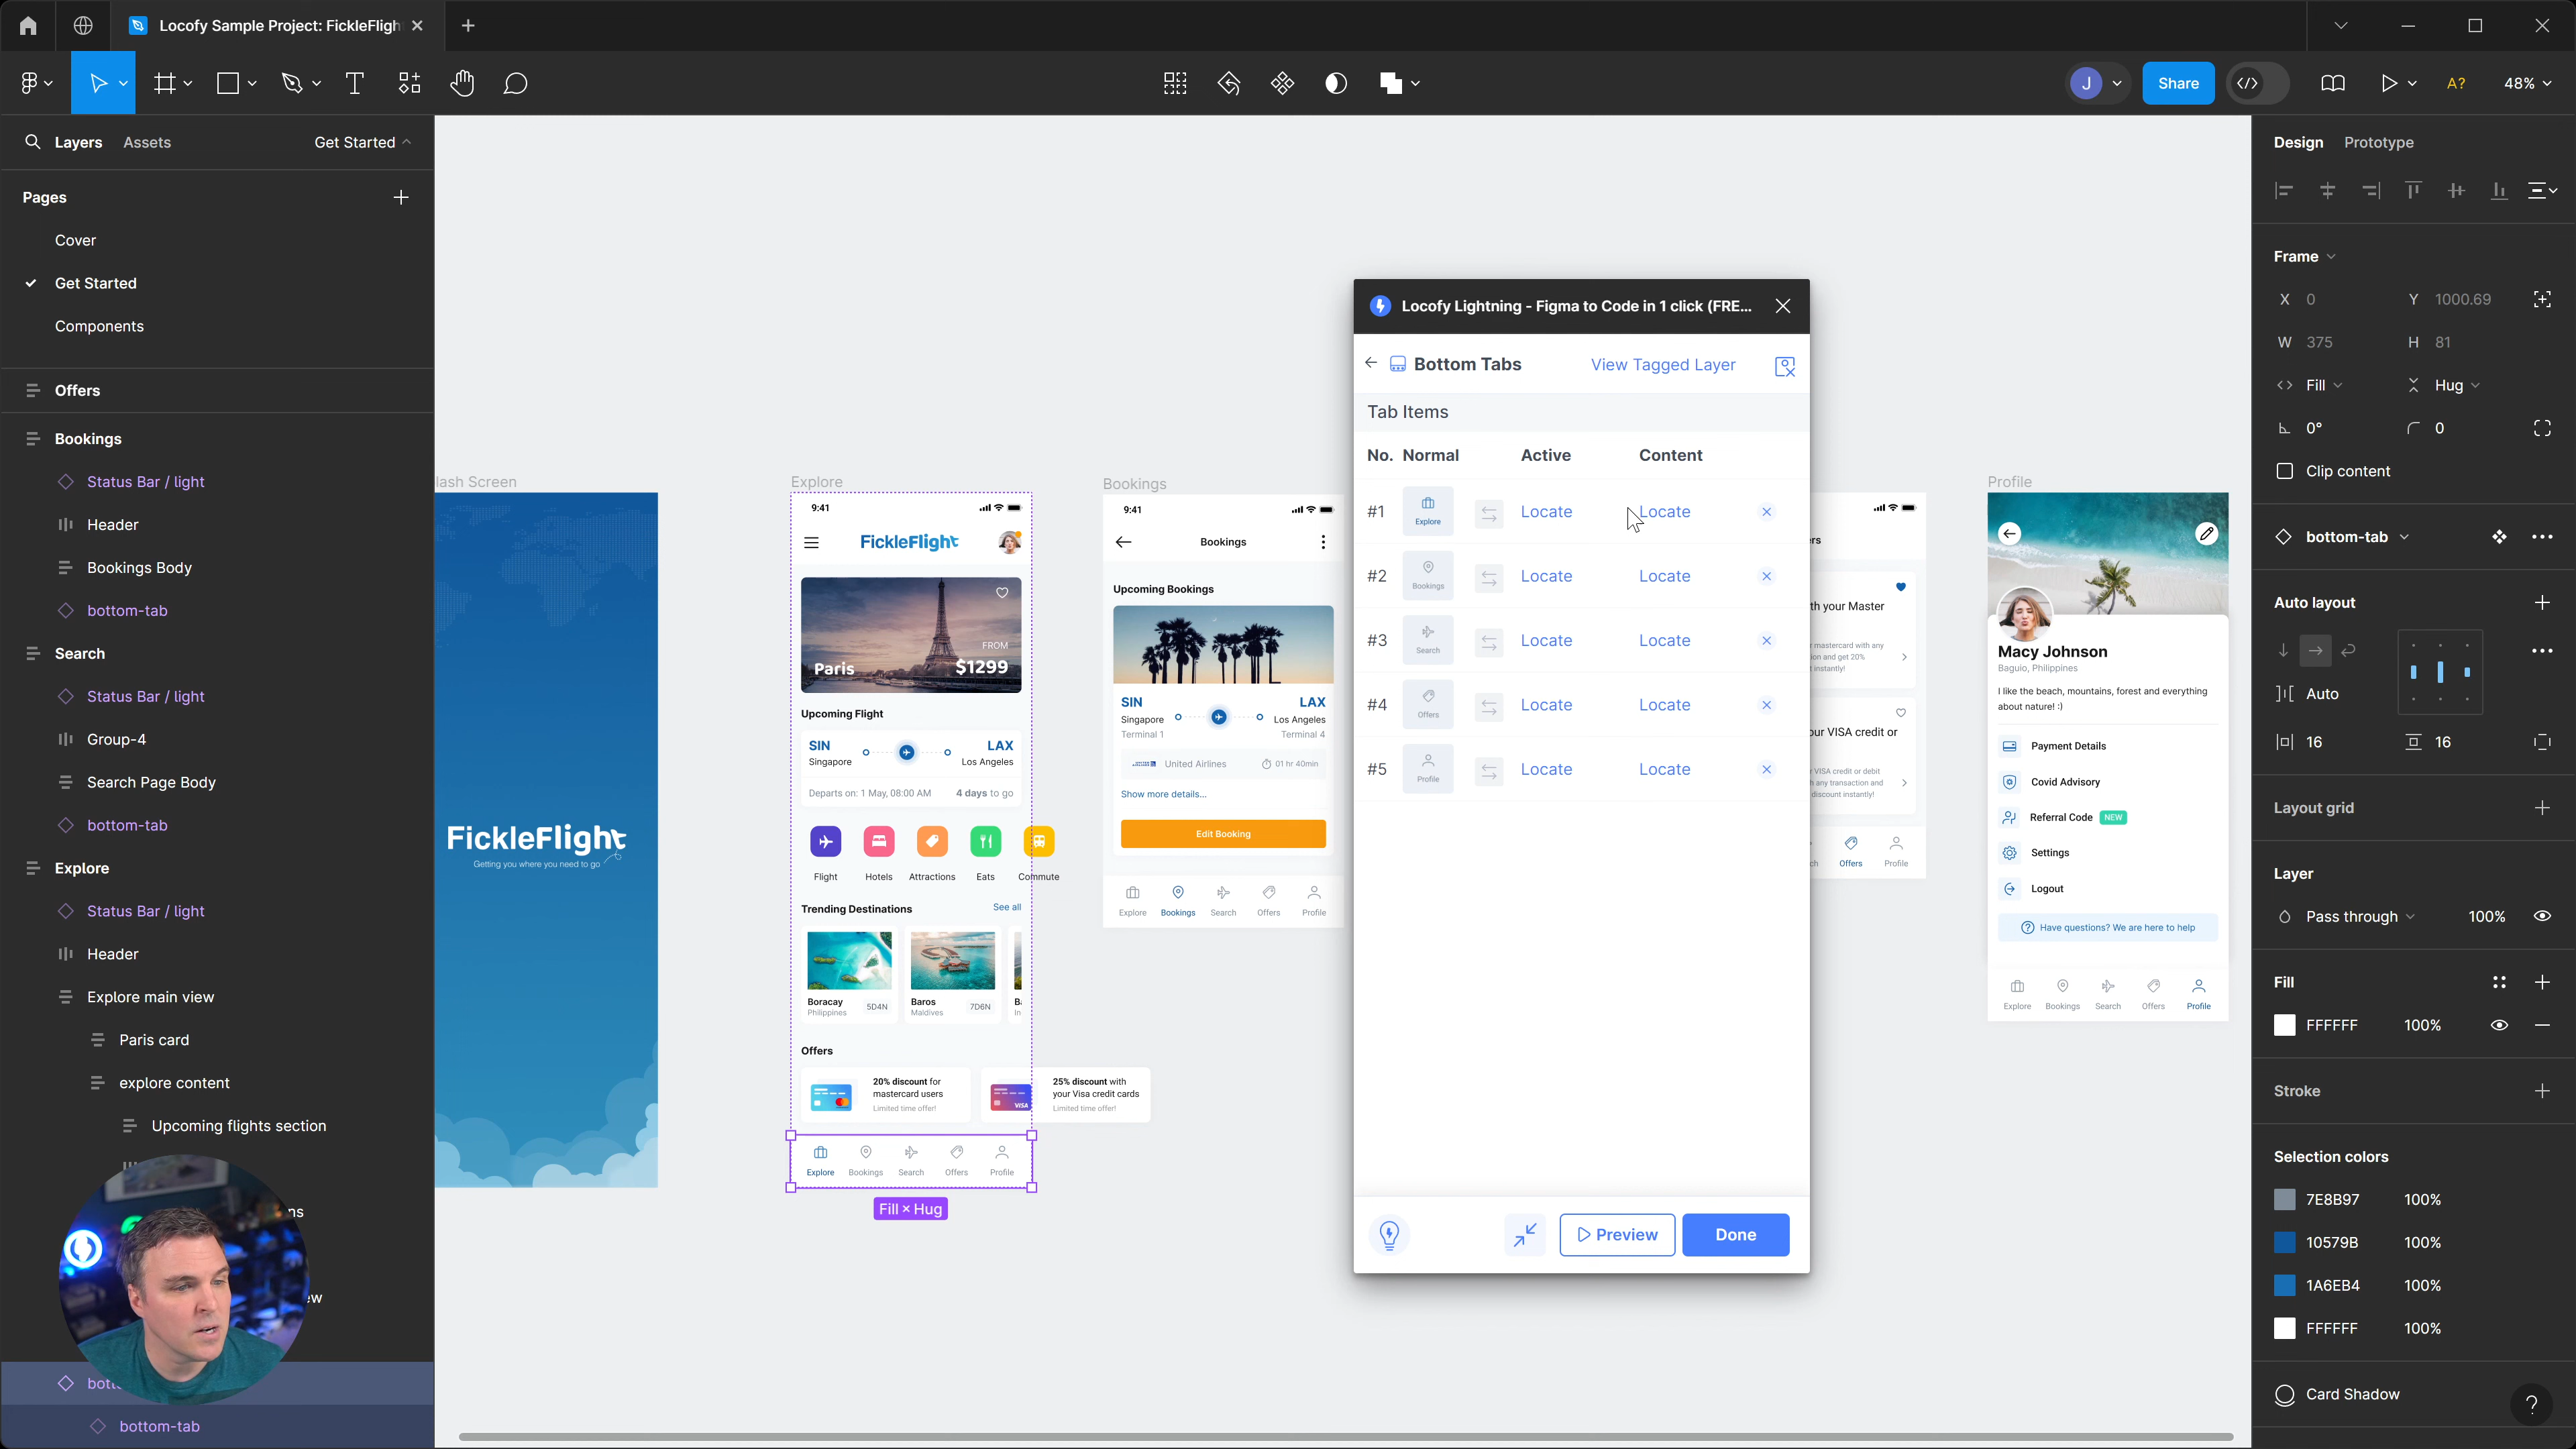 Locofy Sample Project: FickleFligh
J
Share
A?
48%
Layers
Assets
Get Started
Pages
Cover
Get Started
Components
Offers
Bookings
Status Bar / light
Header
Bookings Body
bottom-tab
Search
Status Bar / light
Group-4
Search Page Body
bottom-tab
Explore
Status Bar / light
Header
Explore main view
Paris card
explore content
Upcoming flights section
ns
ew
bott
bottom-tab
lash Screen
FickleFlight
Getting you where you need to go
Explore
9:41
FickleFlight
FROM
Paris
$1299
Upcoming Flight
SIN
LAX
Singapore
Los Angeles
Departs on: 1 May, 08:00 AM
4 days to go
Flight
Hotels
Attractions
Eats
Commute
Trending Destinations
See all
Boracay
Philippines
5D4N
Baros
Maldives
7D6N
Ba
In
Offers
20% discount for
mastercard users
Limited time offer!
VISA
25% discount with
your Visa credit cards
Limited time offer!
Explore
Bookings
Search
Offers
Profile
Fill × Hug
Bookings
9:41
Bookings
Upcoming Bookings
SIN
LAX
Singapore
Los Angeles
Terminal 1
Terminal 4
United Airlines
01 hr 40min
Show more details...
Edit Booking
Explore
Bookings
Search
Offers
Profile
Locofy Lightning - Figma to Code in 1 click (FRE...
Bottom Tabs
View Tagged Layer
Tab Items
No.
Normal
Active
Content
#1
Explore
Locate
Locate
#2
Bookings
Locate
Locate
#3
Search
Locate
Locate
#4
Offers
Locate
Locate
#5
Profile
Locate
Locate
Preview
Done
rs
th your Master
mastercard with any
ion and get 20%
t instantly!
our VISA credit or
VISA credit or debit
h any transaction and
discount instantly!
ch
Offers
Profile
Profile
Macy Johnson
Baguio, Philippines
I like the beach, mountains, forest and everything
about nature! :)
Payment Details
Covid Advisory
Referral Code
NEW
Settings
Logout
Have questions? We are here to help
Explore
Bookings
Search
Offers
Profile
Design
Prototype
Frame
X 0
Y 1000.69
W 375
H 81
Fill
Hug
0°
0
Clip content
bottom-tab
Auto layout
Auto
16
16
Layout grid
Layer
Pass through
100%
Fill
FFFFFF
100%
Stroke
Selection colors
7E8B97
100%
10579B
100%
1A6EB4
100%
FFFFFF
100%
Card Shadow
?